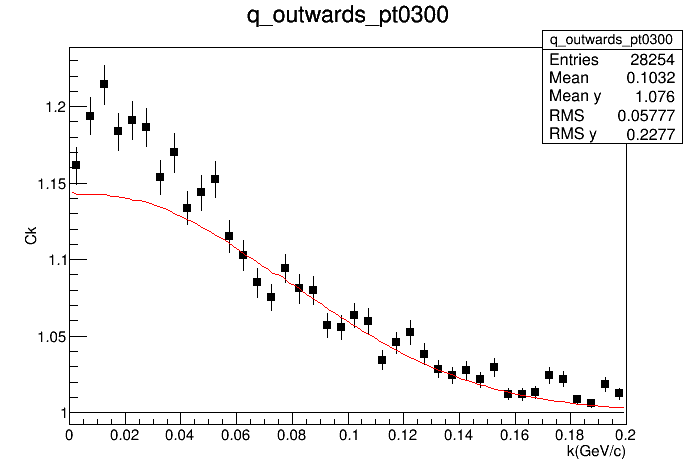 q_outwards_pt0300
q_outwards_pt0300
Entries 28254
Mean 0.1032
Mean y 1.076
RMS 0.05777
RMS y 0.2277
Ck
1.2
1.15
1.1
1.05
1
0 0.02 0.04 0.06 0.08 0.1 0.12 0.14 0.16 0.18 0.2
k(GeV/c)